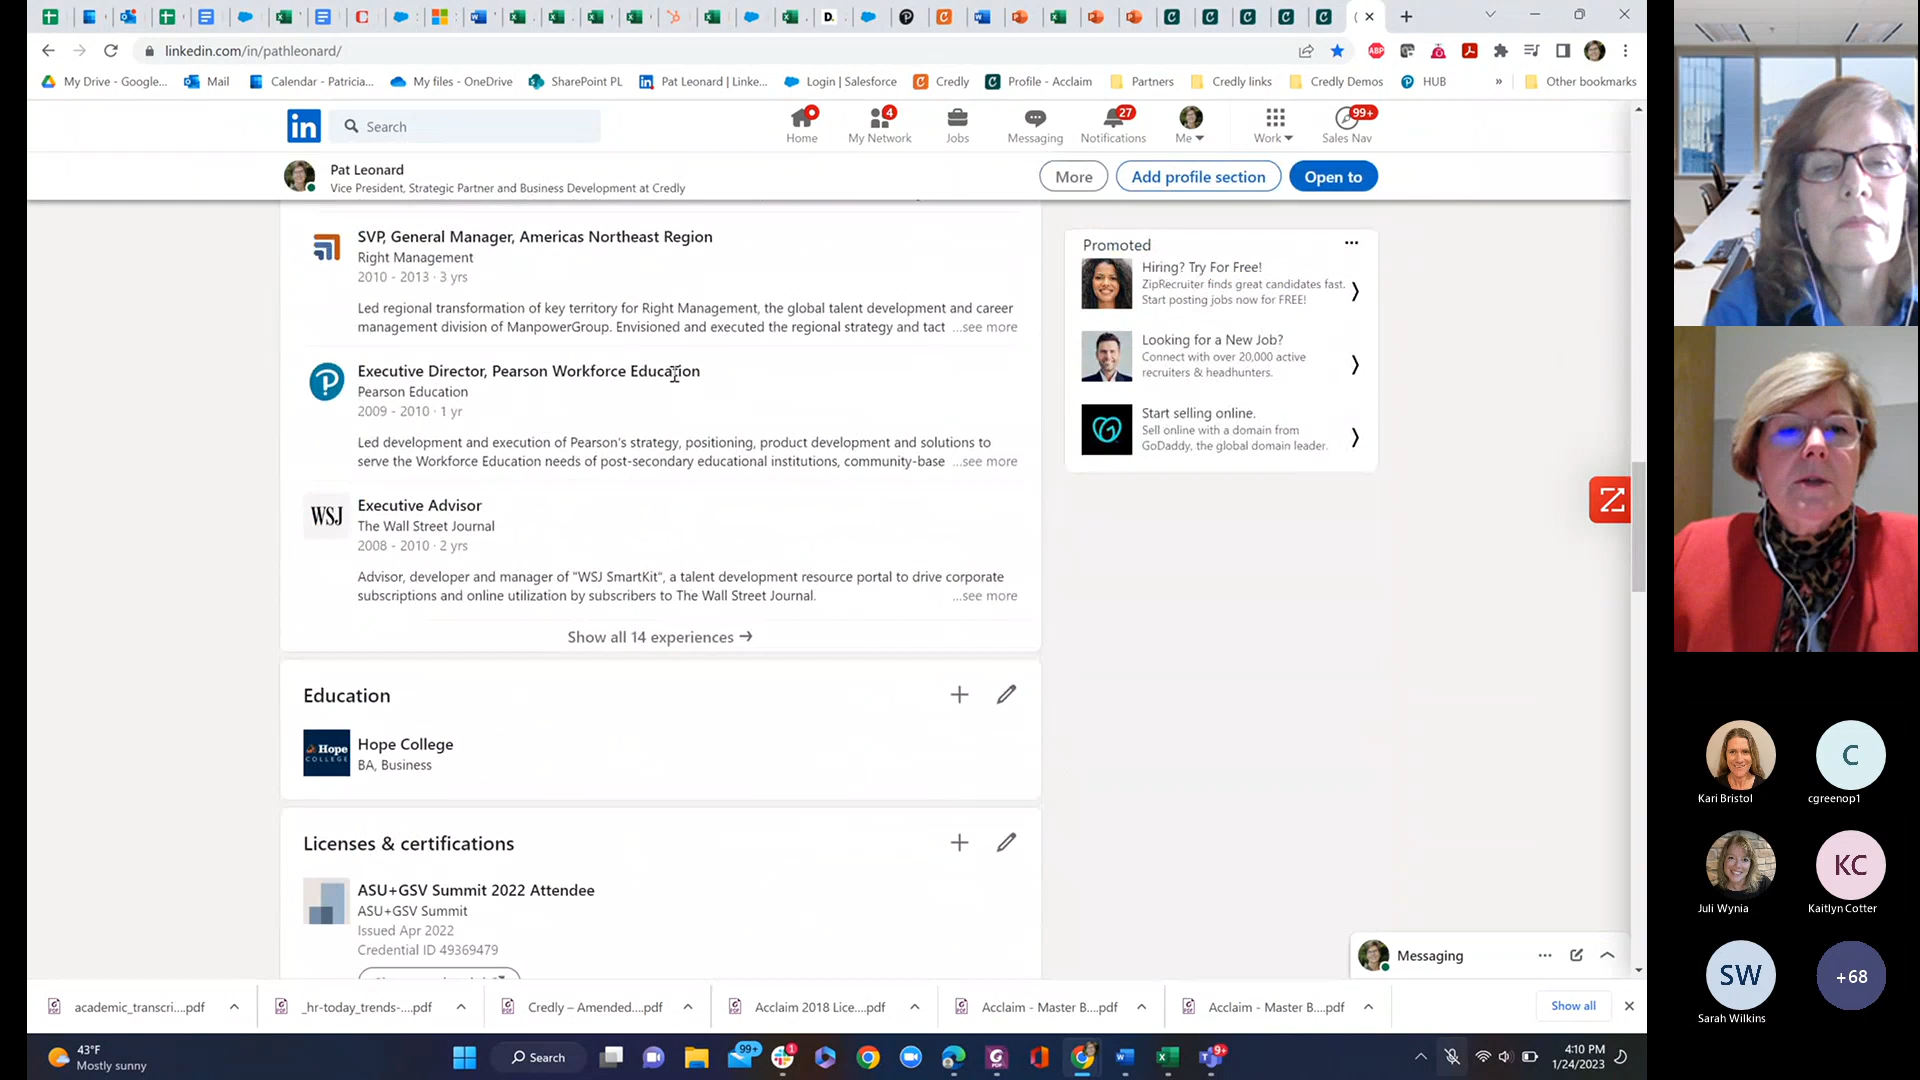 linkedin.com/in/pathleonard/
My Drive - Google...
Mail
Calendar - Patricia...
My files - OneDrive
SharePoint PL
Pat Leonard | Linke...
Login | Salesforce
Credly
Profile - Acclaim
Partners
Credly links
Credly Demos
HUB
»
Other bookmarks
in
Search
Home
4
My Network
Jobs
Messaging
27
Notifications
Me
Work
99+
Sales Nav
Pat Leonard
Vice President, Strategic Partner and Business Development at Credly
More
Add profile section
Open to
SVP, General Manager, Americas Northeast Region
Right Management
2010 - 2013 · 3 yrs
Led regional transformation of key territory for Right Management, the global talent development and career
management division of ManpowerGroup. Envisioned and executed the regional strategy and tact ...see more
Executive Director, Pearson Workforce Education
Pearson Education
2009 - 2010 · 1 yr
Led development and execution of Pearson's strategy, positioning, product development and solutions to
serve the Workforce Education needs of post-secondary educational institutions, community-base ...see more
WSJ
Executive Advisor
The Wall Street Journal
2008 - 2010 · 2 yrs
Advisor, developer and manager of "WSJ SmartKit", a talent development resource portal to drive corporate
subscriptions and online utilization by subscribers to The Wall Street Journal. ...see more
Show all 14 experiences →
Education
Hope
COLLEGE
Hope College
BA, Business
Licenses & certifications
ASU+GSV Summit 2022 Attendee
ASU+GSV Summit
Issued Apr 2022
Credential ID 49369479
Promoted
Hiring? Try For Free!
ZipRecruiter finds great candidates fast.
Start posting jobs now for FREE!
Looking for a New Job?
Connect with over 20,000 active
recruiters & headhunters.
Start selling online.
Sell online with a domain from
GoDaddy, the global domain leader.
Messaging
academic_transcri....pdf
_hr-today_trends-....pdf
Credly – Amended....pdf
Acclaim 2018 Lice....pdf
Acclaim - Master B....pdf
Acclaim - Master B....pdf
Show all
43°F
Mostly sunny
Search
99+
1
9+
4:10 PM
1/24/2023
Kari Bristol
C
cgreenop1
Juli Wynia
KC
Kaitlyn Cotter
SW
Sarah Wilkins
+68